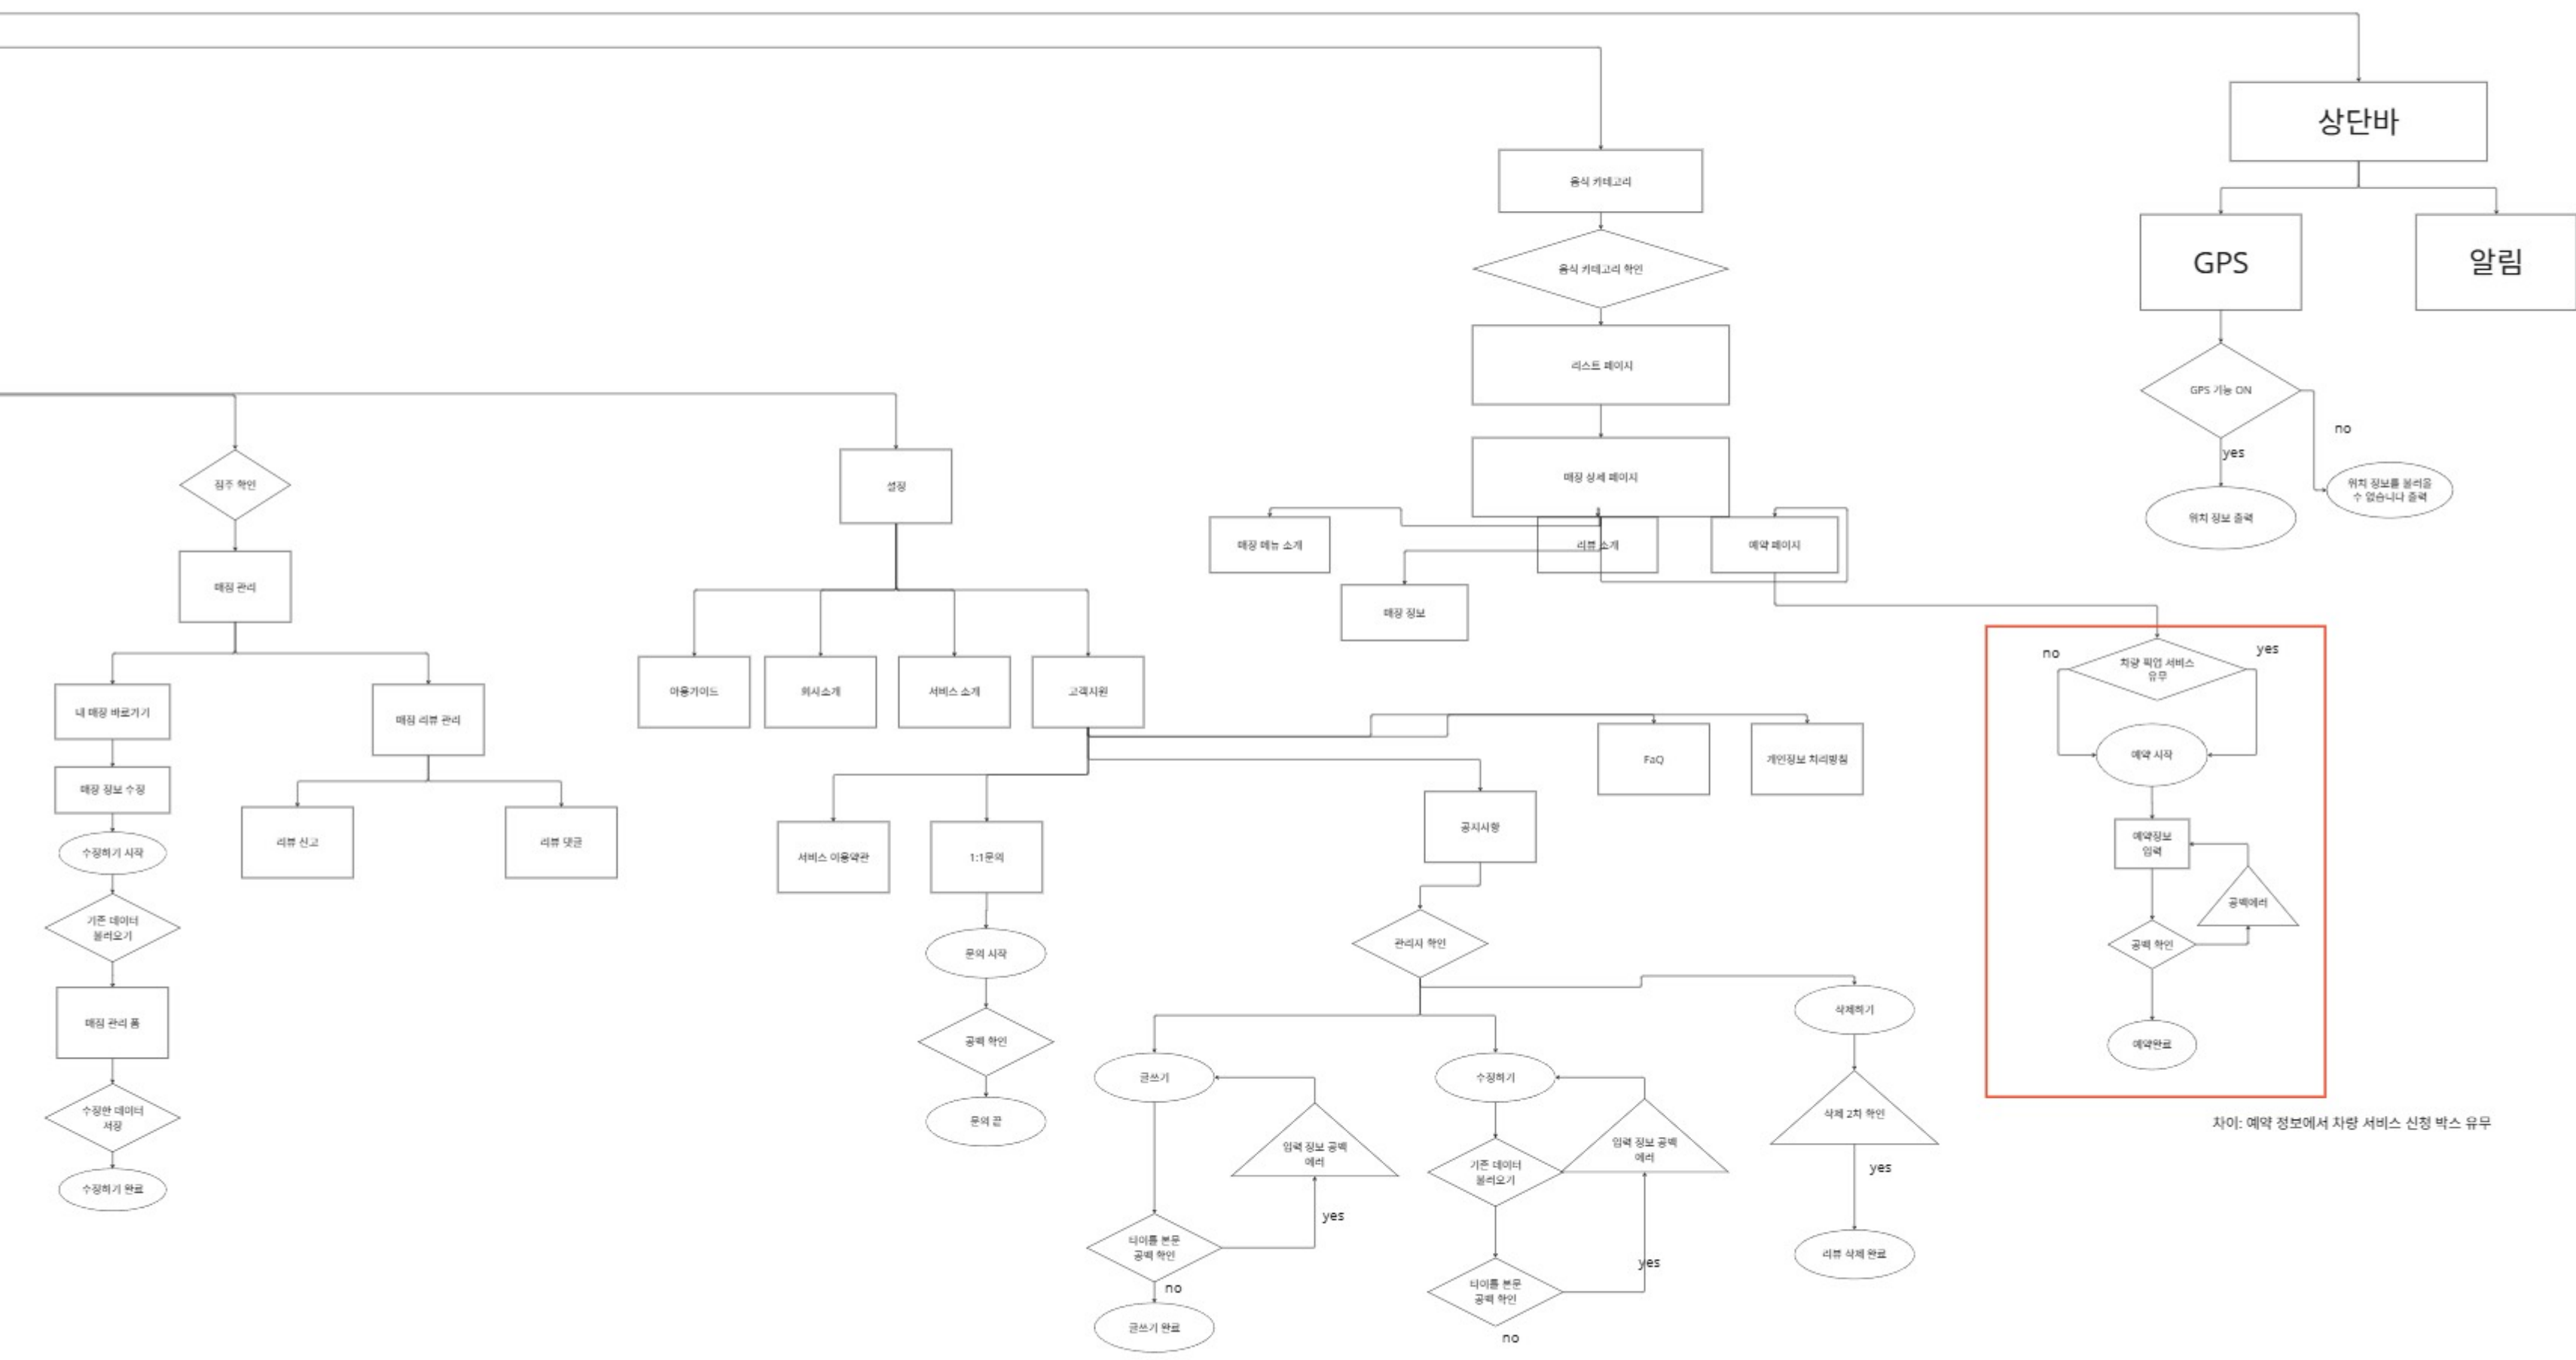 상단바
음식 카테고리
GPS
알림
음식 카테고리 확인
리스트 페이지
GPS 기능 ON
no
yes
위치 정보를 불러올
수 없습니다 출력
위치 정보 출력
점주 확인
설정
매장 상세 페이지
매장 메뉴 소개
리뷰 소개
예약 페이지
매점 관리
매장 정보
no
yes
차량 픽업 서비스
유무
이용가이드
회사소개
서비스 소개
고객지원
내 매장 바로가기
매점 리뷰 관리
FaQ
개인정보 처리방침
예약 시작
매장 정보 수정
공지사항
예약정보
입력
수정하기 시작
리뷰 신고
리뷰 댓글
서비스 이용약관
1:1문의
공백에러
기존 데이터
불러오기
문의 시작
관리자 확인
공백 확인
매점 관리 폼
공백 확인
삭제하기
예약완료
글쓰기
수정하기
수정한 데이터
저장
문의 끝
입력 정보 공백
에러
입력 정보 공백
에러
삭제 2차 확인
차이: 예약 정보에서 차량 서비스 신청 박스 유무
기존 데이터
불러오기
yes
수정하기 완료
yes
타이틀 본문
공백 확인
yes
리뷰 삭제 완료
no
타이틀 본문
공백 확인
글쓰기 완료
no